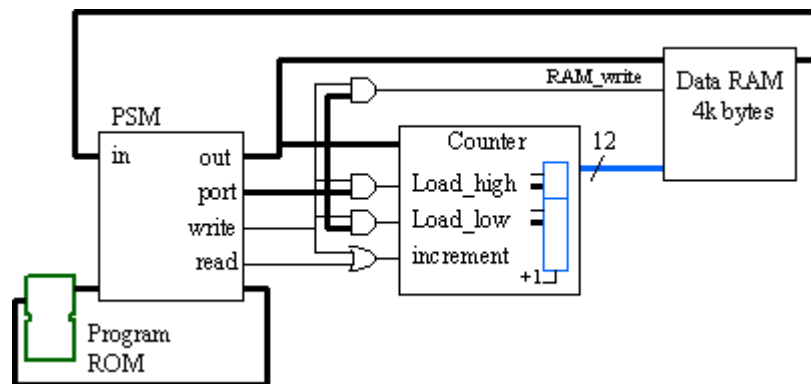 RAM_write
Data RAM
4k bytes
PSM
in
out
port
write
read
Counter
Load_high
Load_low
increment
+1
12
Program
ROM